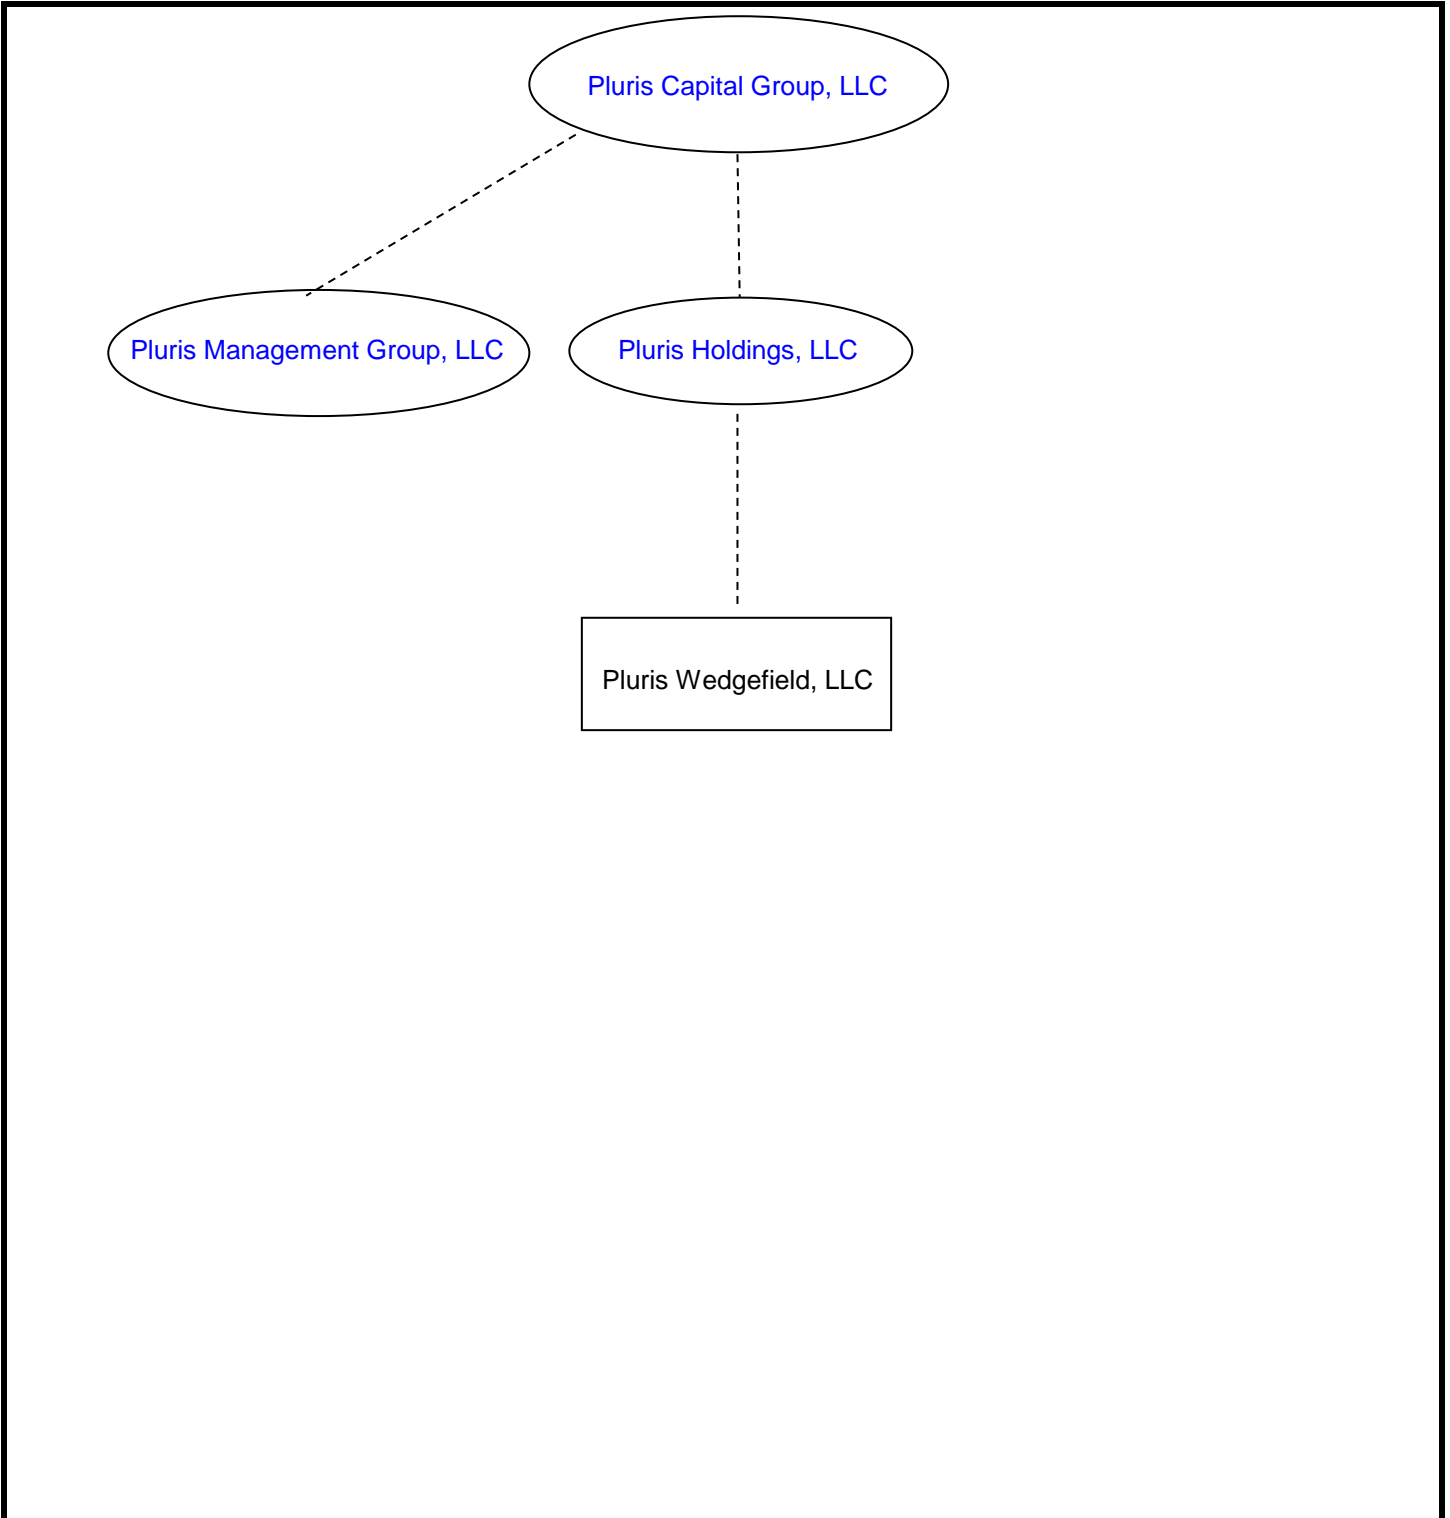 Pluris Capital Group, LLC
Pluris Management Group, LLC
Pluris Holdings, LLC
Pluris Wedgefield, LLC